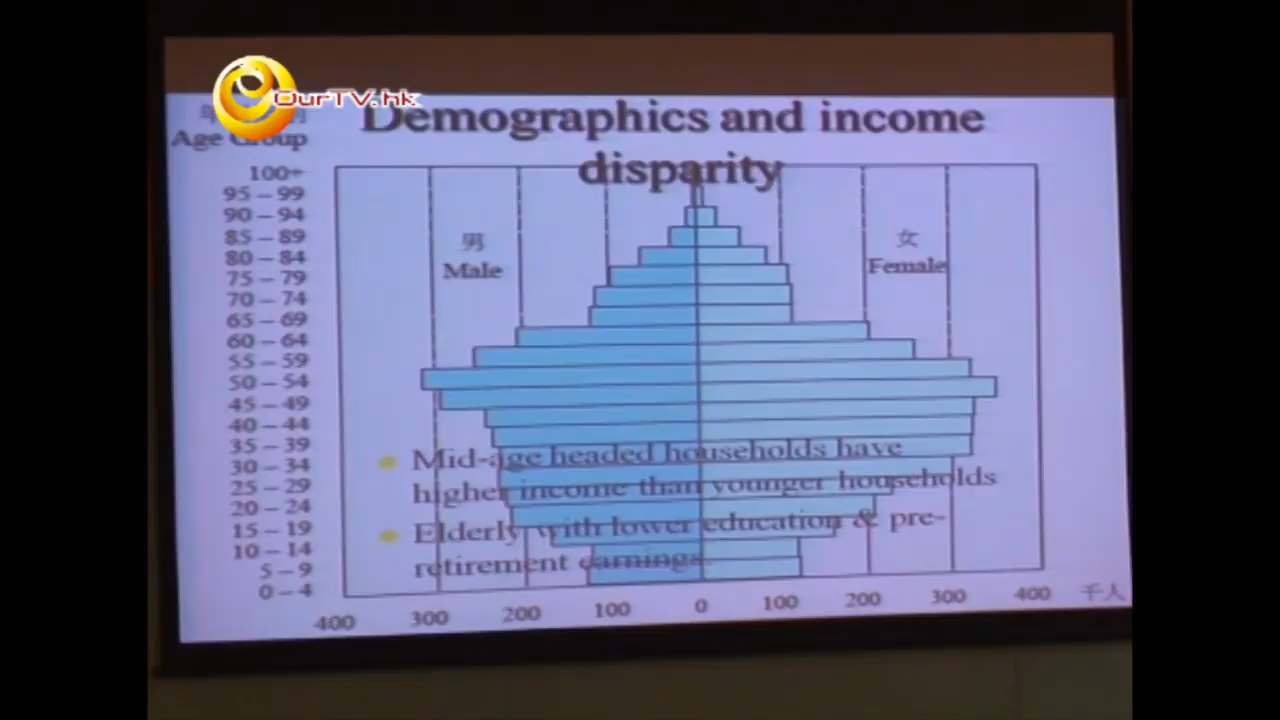 OurTV.hk
Demographics and income
disparity
Age Group
100+
95 – 99
90 – 94
85 – 89
80 – 84
75 – 79
70 – 74
65 – 69
60 – 64
55 – 59
50 – 54
45 – 49
40 – 44
35 – 39
30 – 34
25 – 29
20 – 24
15 – 19
10 – 14
5 – 9
0 – 4
男
Male
女
Female
Mid-age headed households have
higher income than younger households
Elderly with lower education & pre-
retirement earnings.
400 300 200 100 0 100 200 300 400 千人